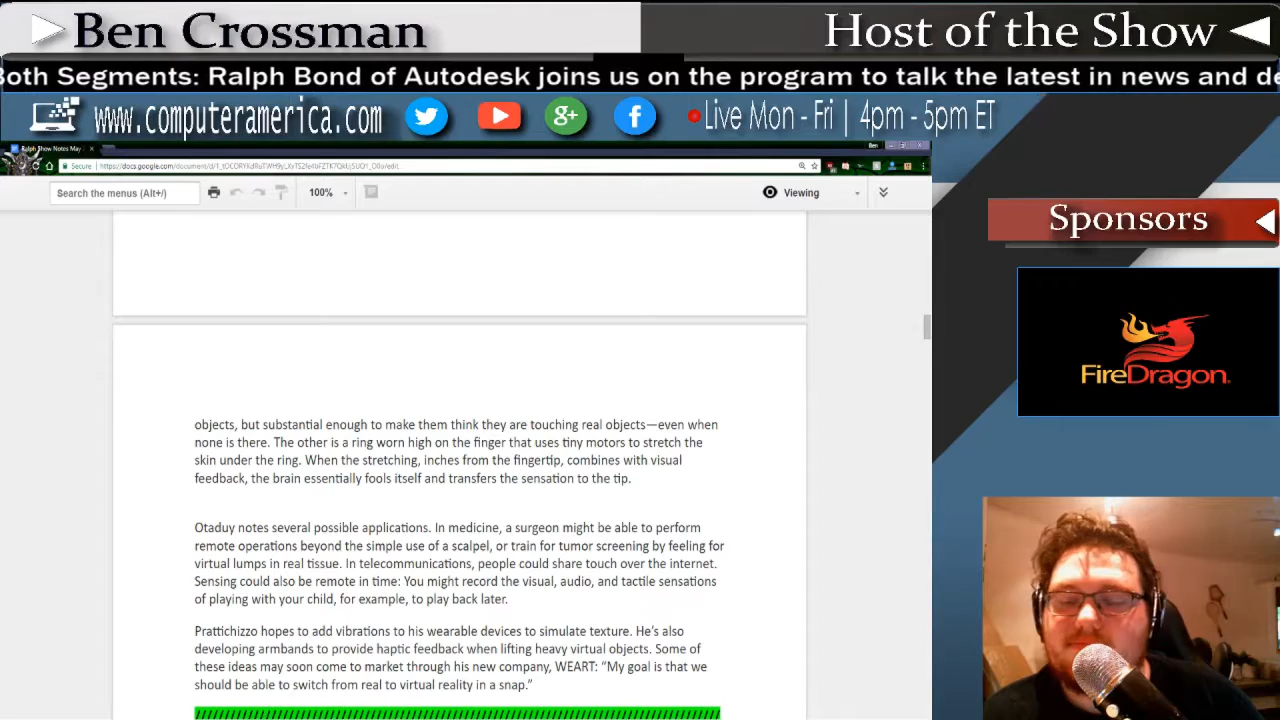 Ben Crossman
Host of the Show
Both Segments: Ralph Bond of Autodesk joins us on the program to talk the latest in news and de
www.computeramerica.com
g+
Live Mon - Fri | 4pm - 5pm ET
Ralph Show Notes May
Ben
Secure
Search the menus (Alt+/)
100%
Viewing
Sponsors
FireDragon
objects, but substantial enough to make them think they are touching real objects—even when
none is there. The other is a ring worn high on the finger that uses tiny motors to stretch the
skin under the ring. When the stretching, inches from the fingertip, combines with visual
feedback, the brain essentially fools itself and transfers the sensation to the tip.
Otaduy notes several possible applications. In medicine, a surgeon might be able to perform
remote operations beyond the simple use of a scalpel, or train for tumor screening by feeling for
virtual lumps in real tissue. In telecommunications, people could share touch over the internet.
Sensing could also be remote in time: You might record the visual, audio, and tactile sensations
of playing with your child, for example, to play back later.
Prattichizzo hopes to add vibrations to his wearable devices to simulate texture. He's also
developing armbands to provide haptic feedback when lifting heavy virtual objects. Some of
these ideas may soon come to market through his new company, WEART: “My goal is that we
should be able to switch from real to virtual reality in a snap.”